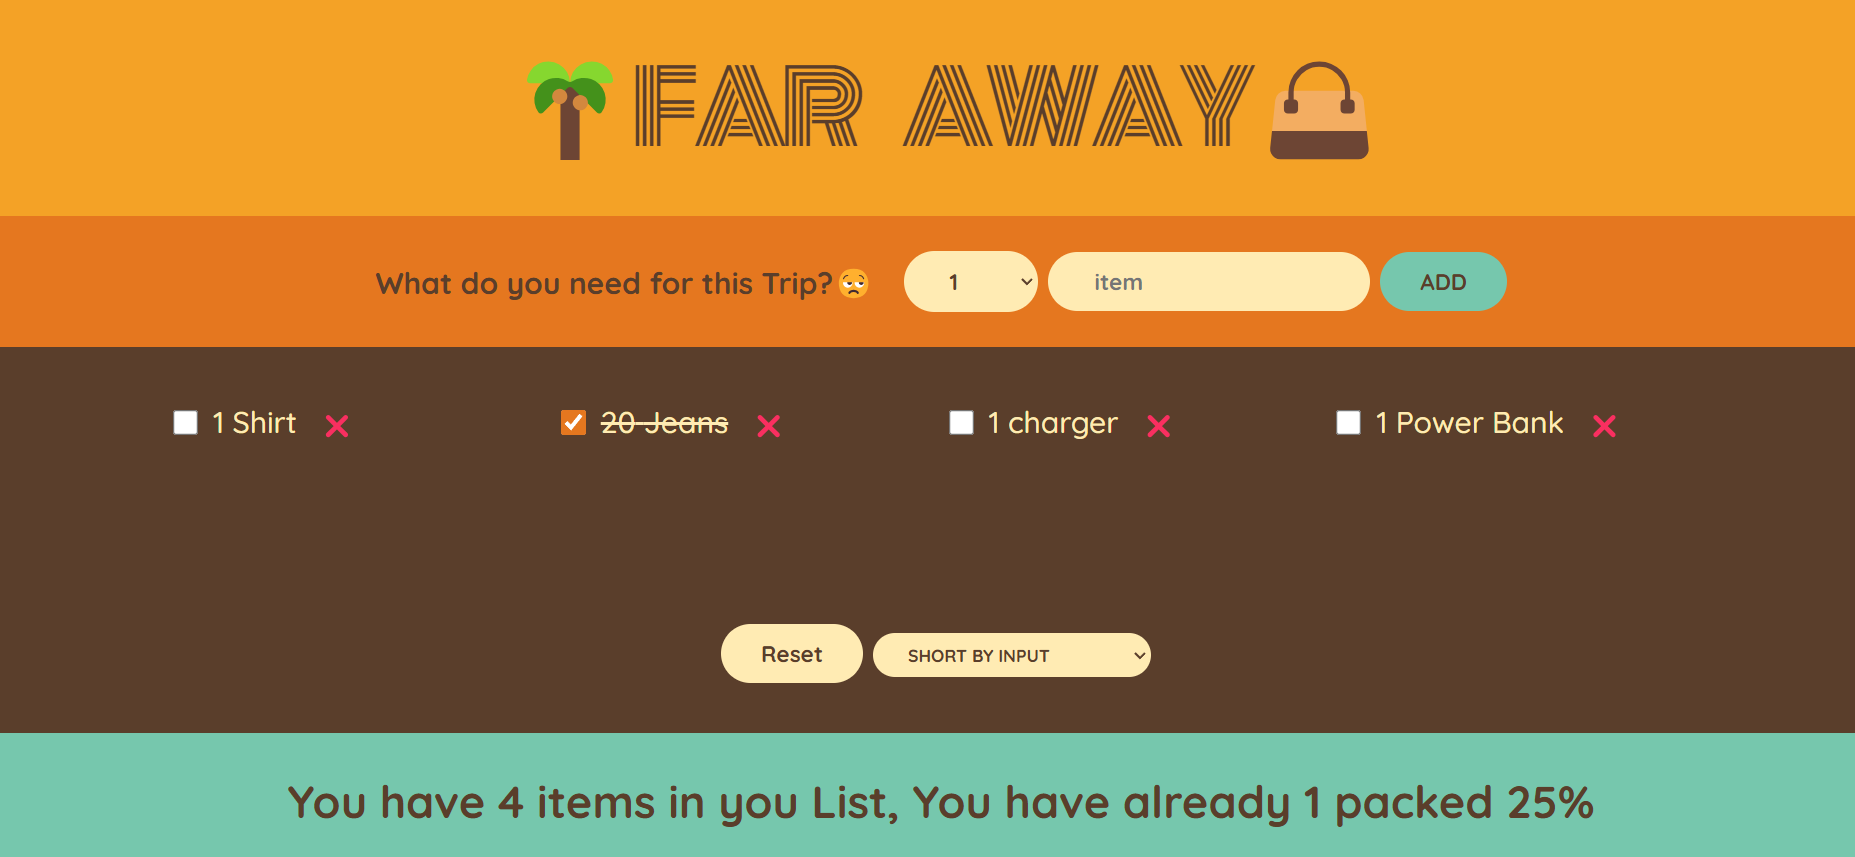 FAR AWAY
What do you need for this Trip? 1 item ADD
1 Shirt 20 Jeans 1 charger 1 Power Bank
Reset SHORT BY INPUT
You have 4 items in you List, You have already 1 packed 25%